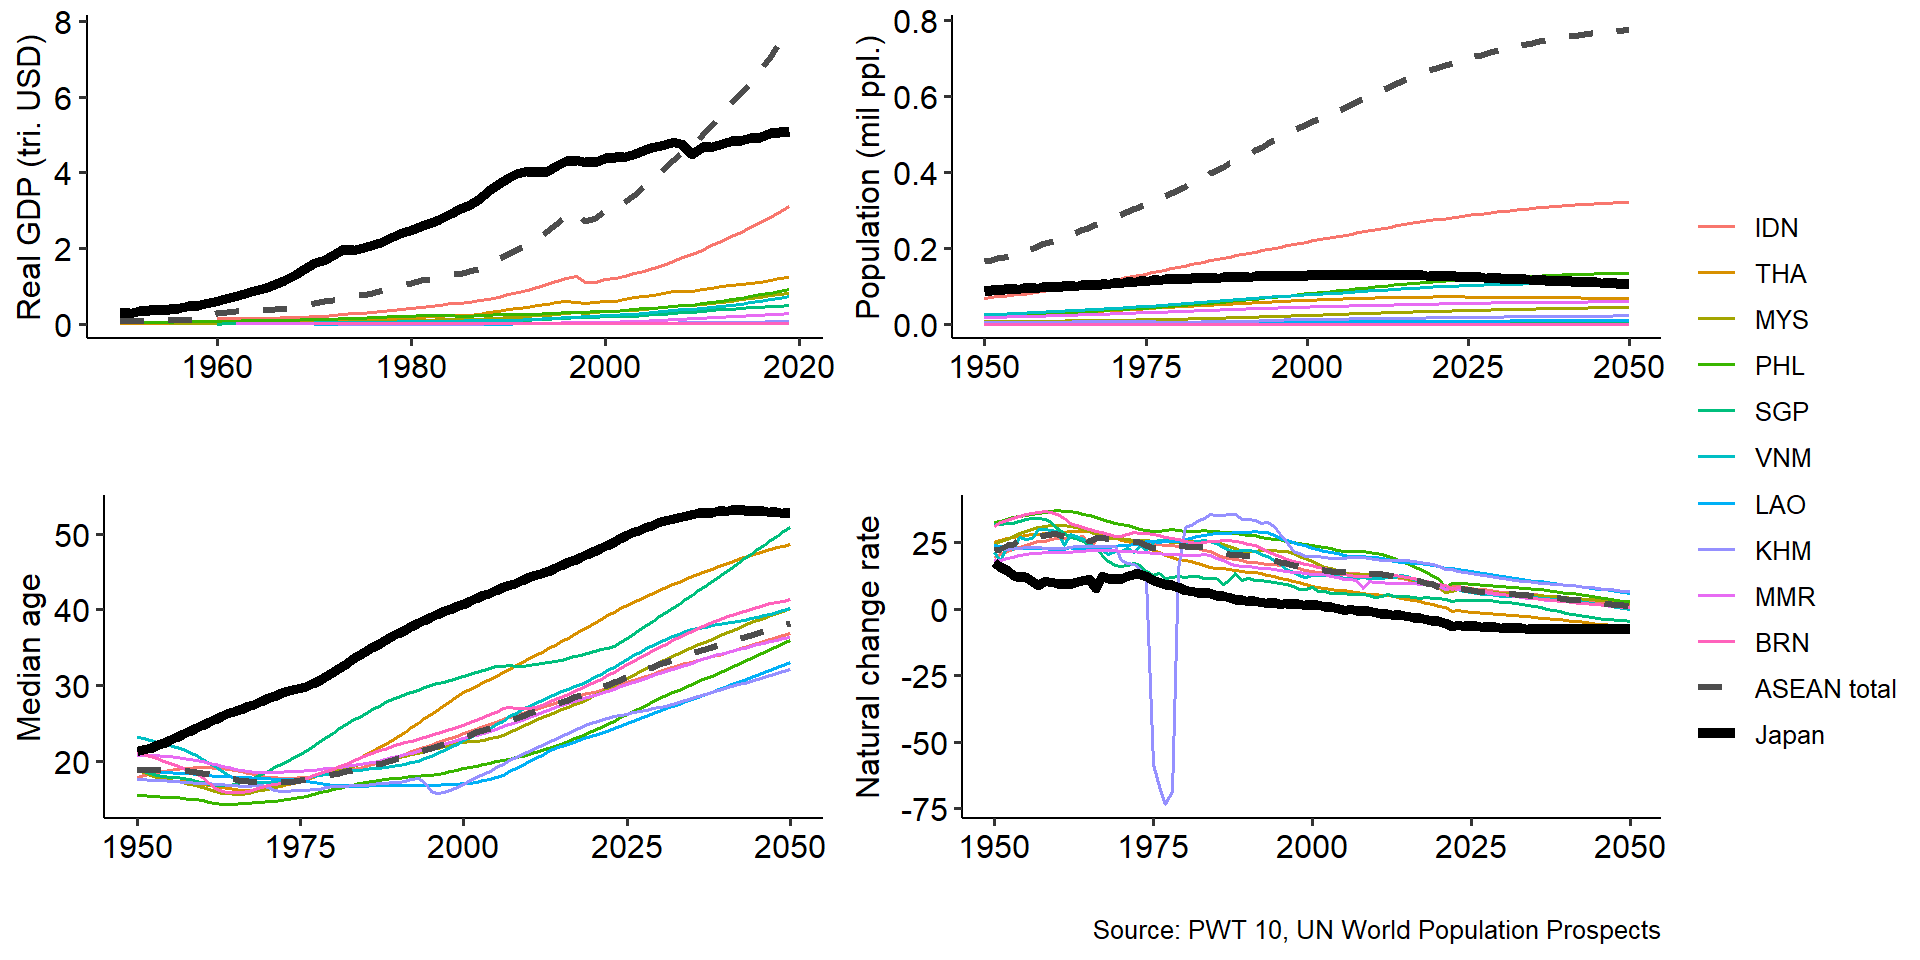 Real GDP (tri. USD)
8
6
4
2
0
1960 1980 2000 2020
Population (mil ppl.)
0.8
0.6
0.4
0.2
0.0
1950 1975 2000 2025 2050
Median age
50
40
30
20
1950 1975 2000 2025 2050
Natural change rate
25
0
-25
-50
-75
1950 1975 2000 2025 2050
IDN
THA
MYS
PHL
SGP
VNM
LAO
KHM
MMR
BRN
ASEAN total
Japan
Source: PWT 10, UN World Population Prospects